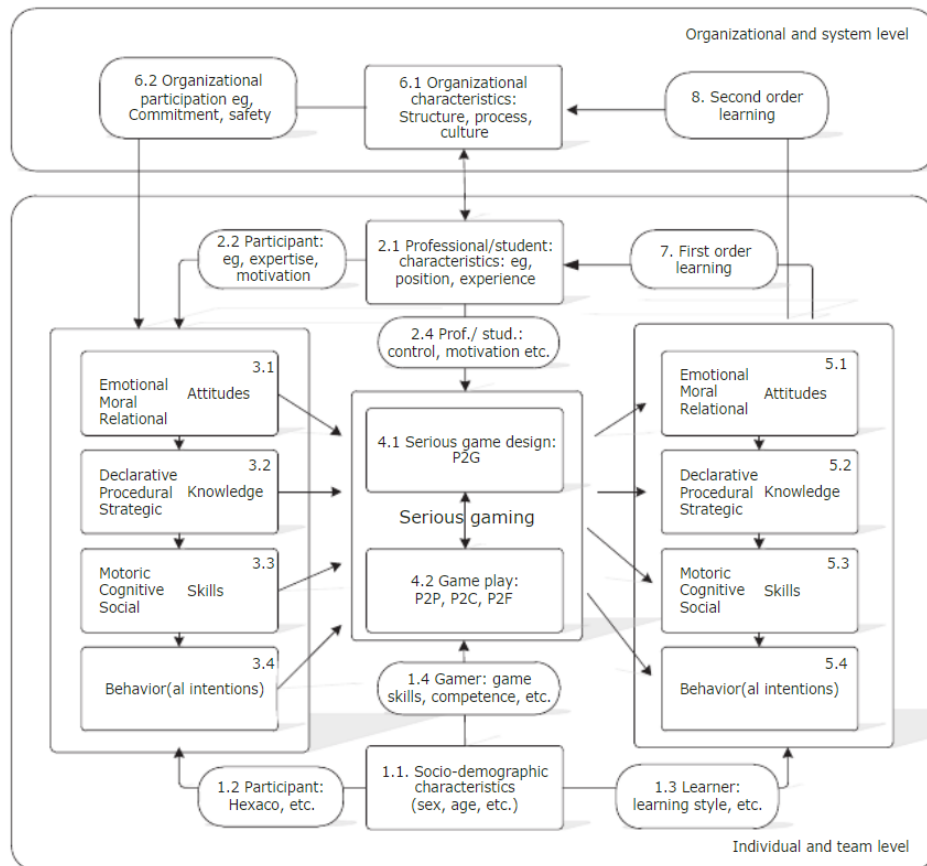 Organizational and system level
6.2 Organizational
participation eg,
Commitment, safety
6.1 Organizational
characteristics:
Structure, process,
culture
8. Second order
learning
2.2 Participant:
eg, expertise,
motivation
2.1 Professional/student:
characteristics: eg,
position, experience
7. First order
learning
2.4 Prof./ stud.:
control, motivation etc.
3.1
Emotional
Moral
Relational
Attitudes
3.2
Declarative
Procedural
Strategic
Knowledge
3.3
Motoric
Cognitive
Social
Skills
3.4
Behavior(al intentions)
4.1 Serious game design:
P2G
Serious gaming
4.2 Game play:
P2P, P2C, P2F
5.1
Emotional
Moral
Relational
Attitudes
5.2
Declarative
Procedural
Strategic
Knowledge
5.3
Motoric
Cognitive
Social
Skills
5.4
Behavior(al intentions)
1.4 Gamer: game
skills, competence, etc.
1.2 Participant:
Hexaco, etc.
1.1. Socio-demographic
characteristics
(sex, age, etc.)
1.3 Learner:
learning style, etc.
Individual and team level